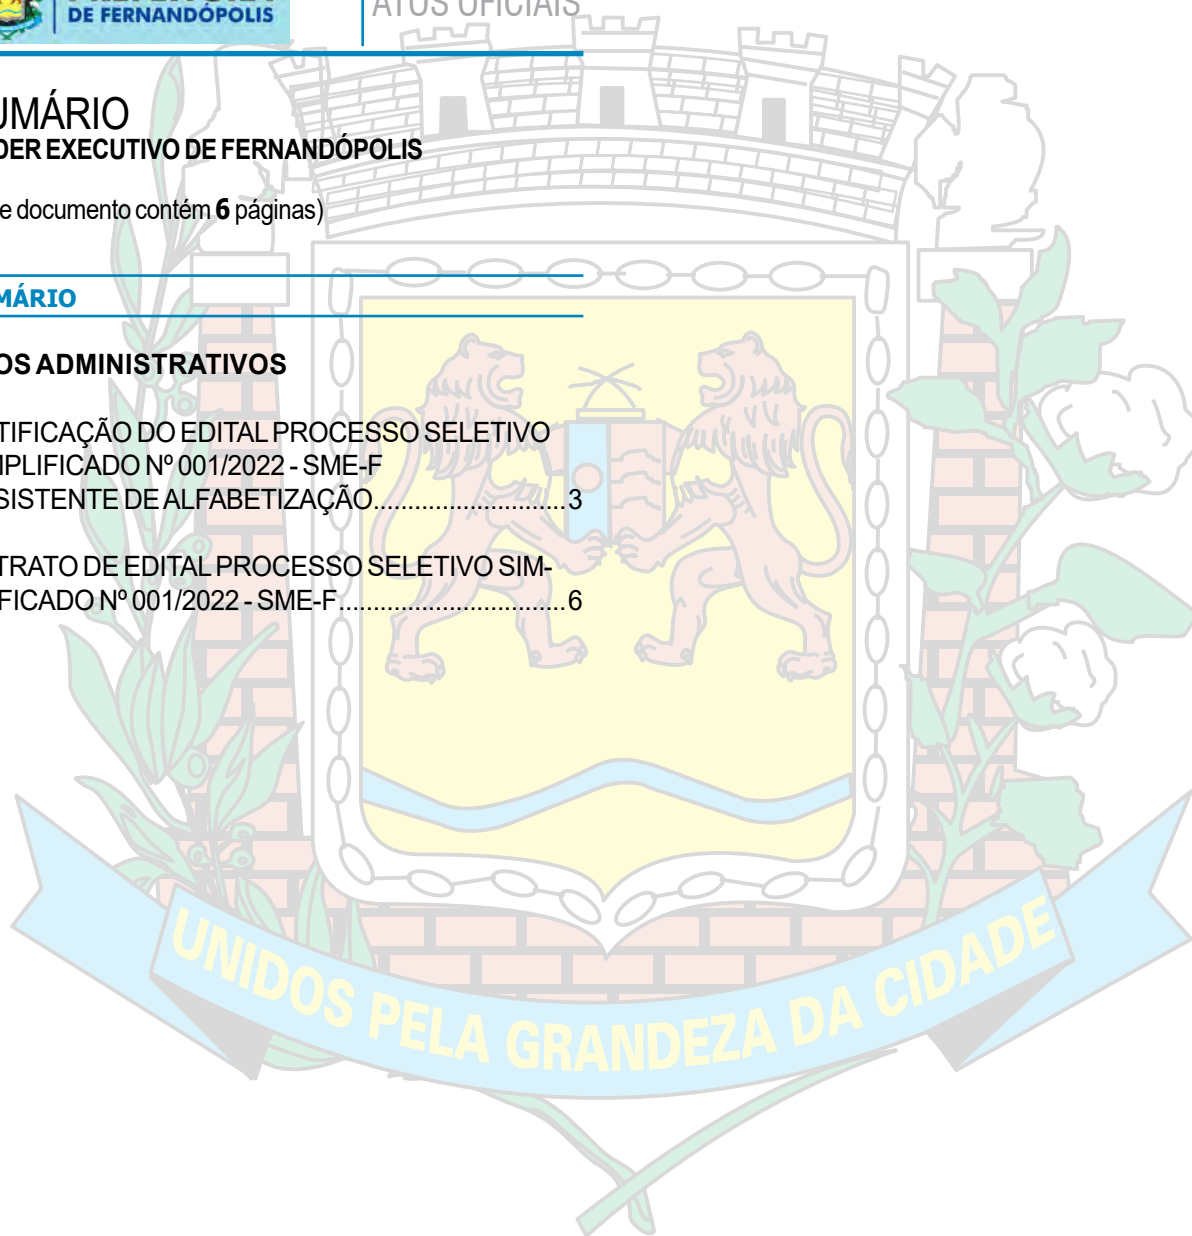 DE FERNANDÓPOLIS
ATOS OFICIAIS
UMÁRIO
DER EXECUTIVO DE FERNANDÓPOLIS
e documento contém 6 páginas)
MÁRIO
OS ADMINISTRATIVOS
TIFICAÇÃO DO EDITAL PROCESSO SELETIVO
MPLIFICADO Nº 001/2022 - SME-F
SISTENTE DE ALFABETIZAÇÃO............................3
TRATO DE EDITAL PROCESSO SELETIVO SIM-
FICADO Nº 001/2022 - SME-F.................................6
UNIDOS PELA GRANDEZA DA CIDADE